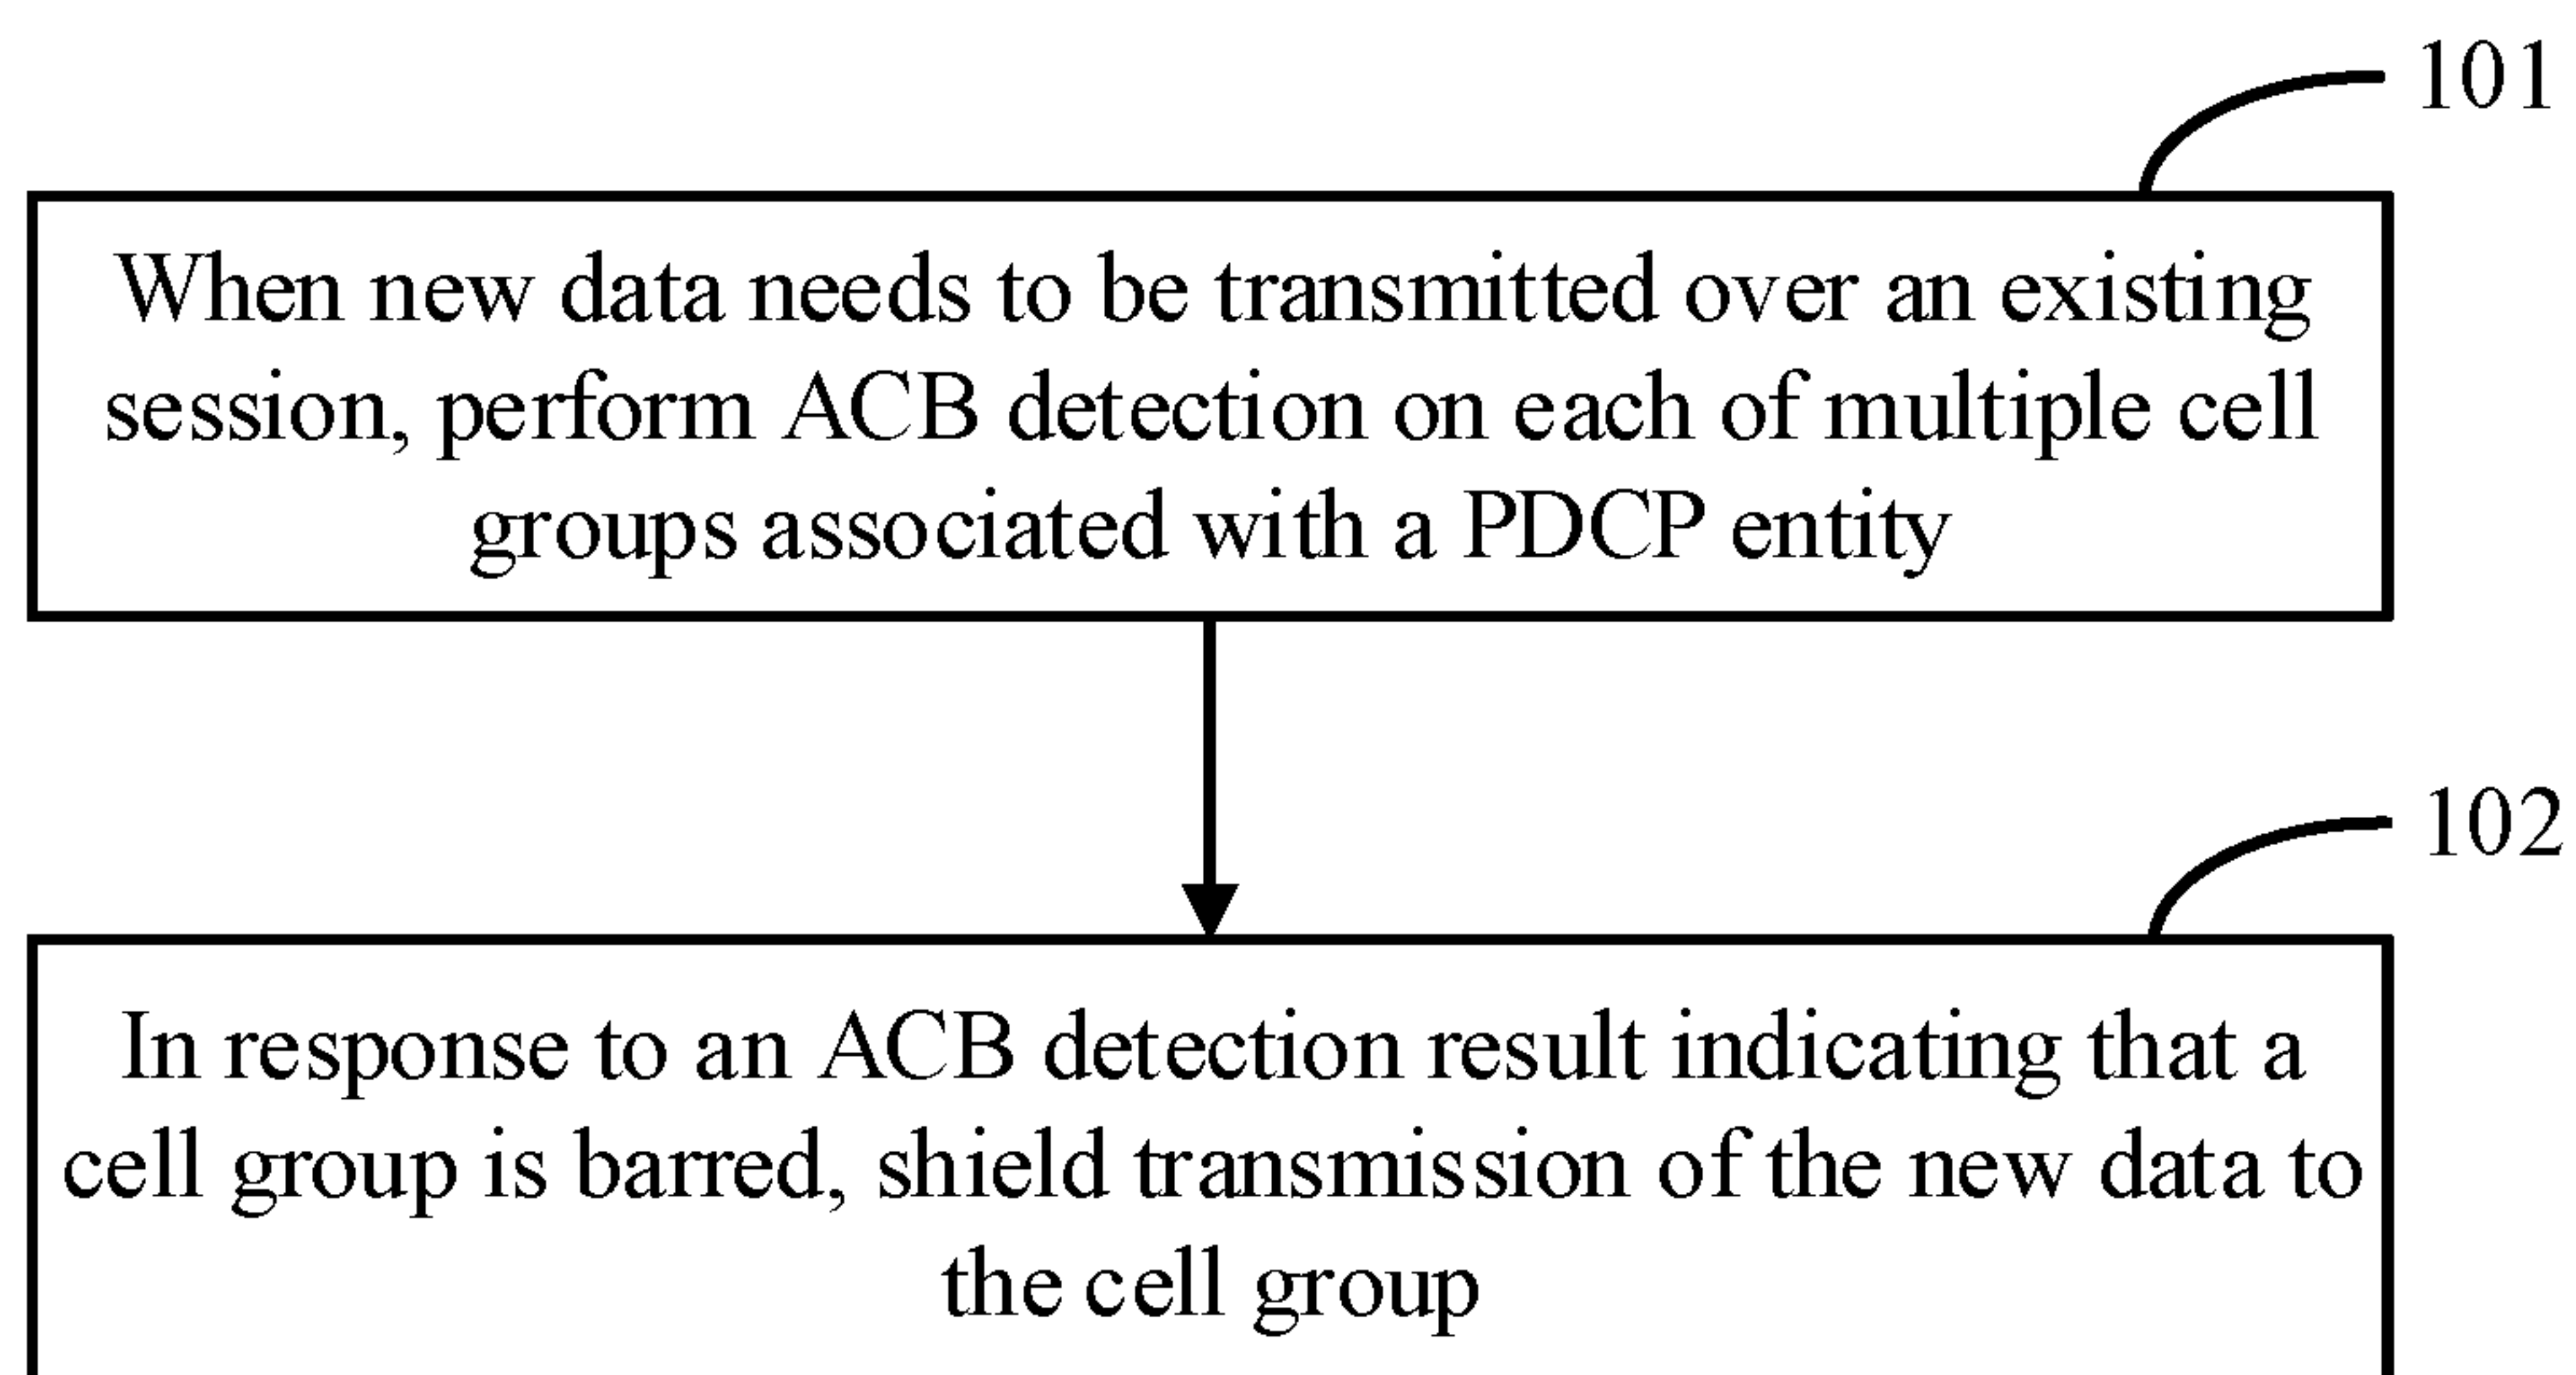 101
When new data needs to be transmitted over an existing
session, perform ACB detection on each of multiple cell
groups associated with a PDCP entity
102
In response to an ACB detection result indicating that a
cell group is barred, shield transmission of the new data to
the cell group